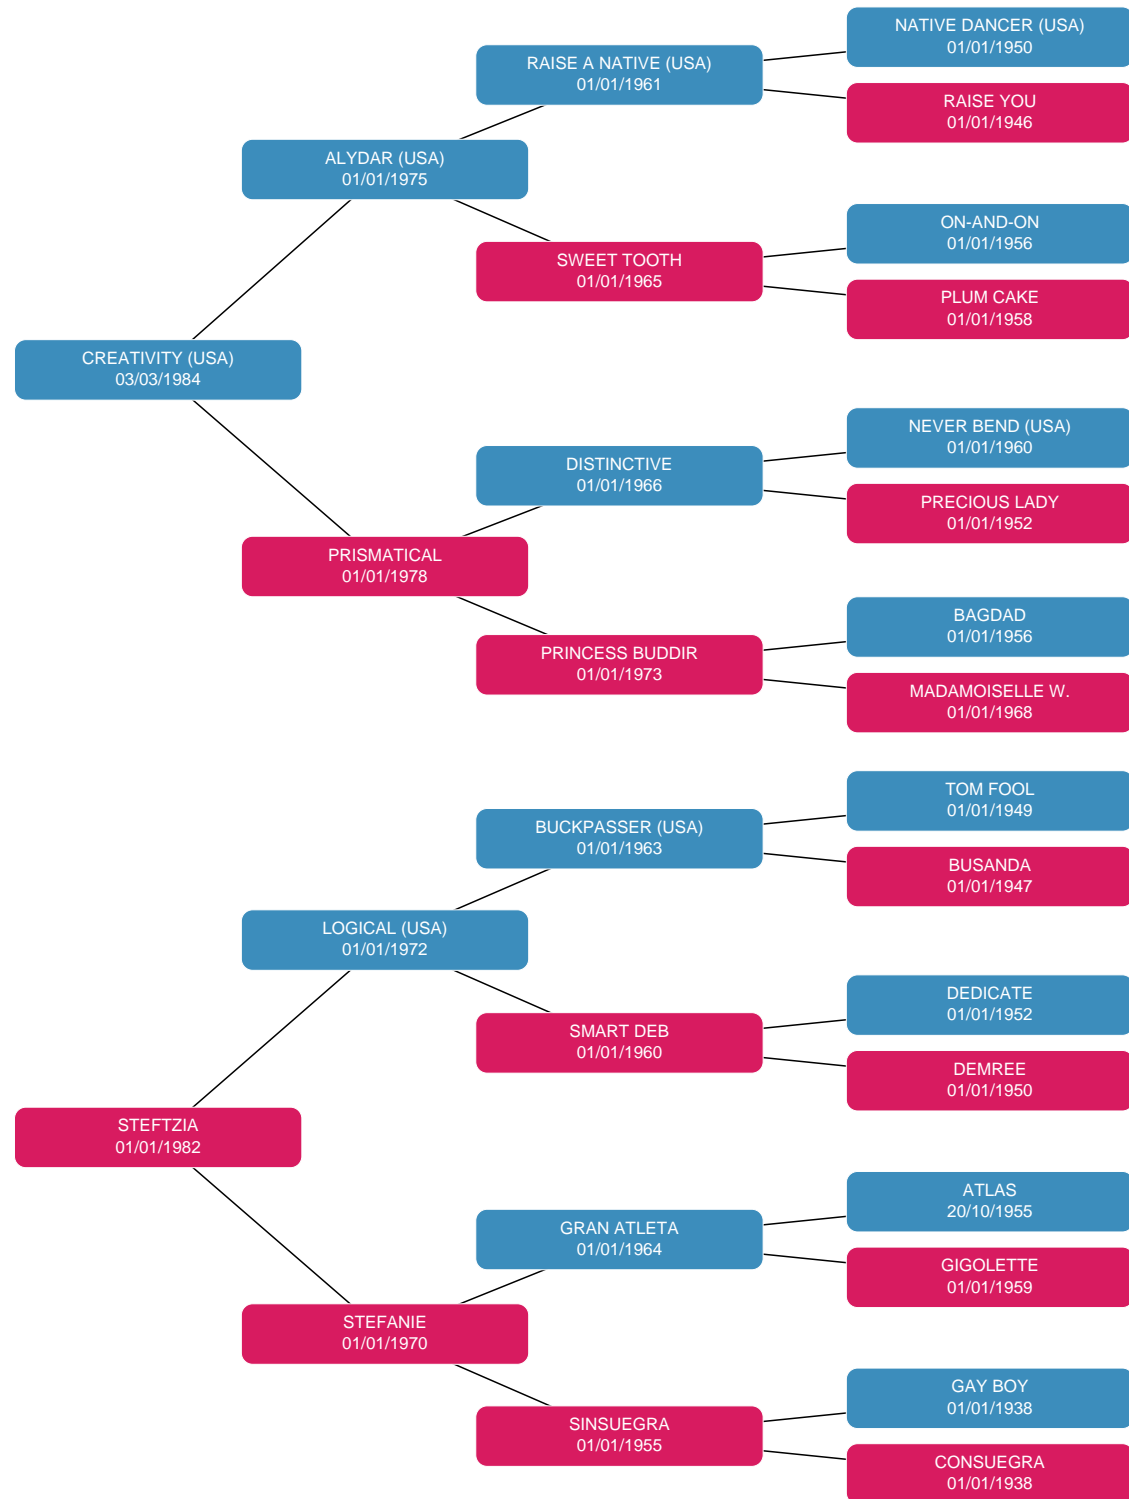 NATIVE DANCER (USA)
01/01/1950
RAISE A NATIVE (USA)
01/01/1961
RAISE YOU
01/01/1946
ALYDAR (USA)
01/01/1975
ON-AND-ON
01/01/1956
SWEET TOOTH
01/01/1965
PLUM CAKE
01/01/1958
CREATIVITY (USA)
03/03/1984
NEVER BEND (USA)
01/01/1960
DISTINCTIVE
01/01/1966
PRECIOUS LADY
01/01/1952
PRISMATICAL
01/01/1978
BAGDAD
01/01/1956
PRINCESS BUDDIR
01/01/1973
MADAMOISELLE W.
01/01/1968
TOM FOOL
01/01/1949
BUCKPASSER (USA)
01/01/1963
BUSANDA
01/01/1947
LOGICAL (USA)
01/01/1972
DEDICATE
01/01/1952
SMART DEB
01/01/1960
DEMREE
01/01/1950
STEFTZIA
01/01/1982
ATLAS
20/10/1955
GRAN ATLETA
01/01/1964
GIGOLETTE
01/01/1959
STEFANIE
01/01/1970
GAY BOY
01/01/1938
SINSUEGRA
01/01/1955
CONSUEGRA
01/01/1938